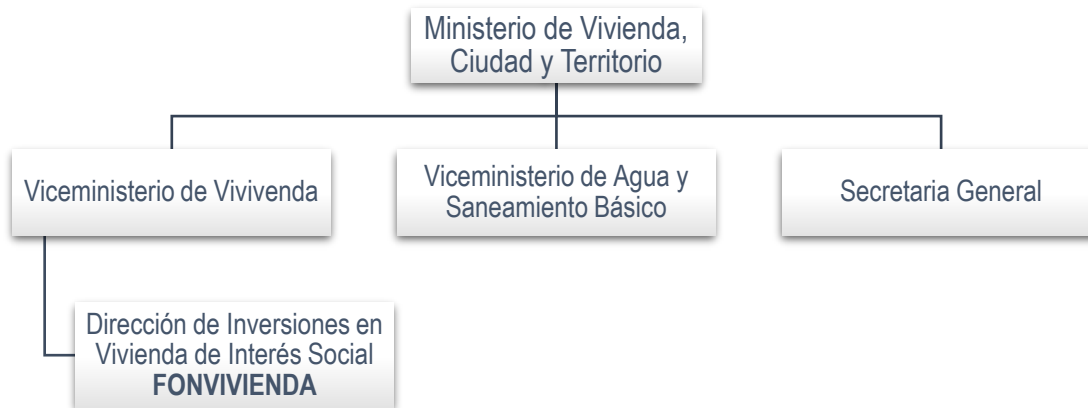 Ministerio de Vivienda,
Ciudad y Territorio
Viceministerio de Vivivenda
Viceministerio de Agua y
Saneamiento Básico
Secretaria General
Dirección de Inversiones en
Vivienda de Interés Social
FONVIVIENDA